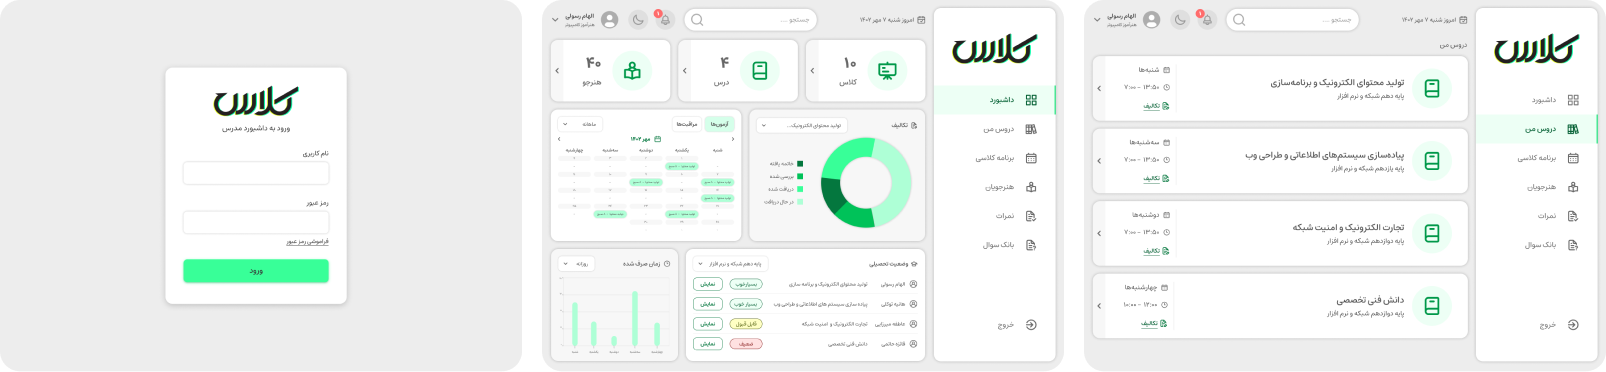 کلاس
ورود به داشبورد مدرس
نام کاربری
رمز عبور
فراموشی رمز عبور
ورود
کلاس
داشبورد
دروس من
برنامه کلاسی
هنرجویان
نمرات
بانک سوال
خروج
امروز شنبه ۷ مهر ۱۴۰۲
جستجو ....
۱
الهام رسولی
هنرآموز کامپیوتر
۱۰
کلاس
۴
درس
۴۰
هنرجو
تکالیف
تولید محتوای الکترونیک...
خاتمه یافته
بررسی شده
دریافت شده
در حال دریافت
آزمون‌ها
مراقبت‌ها
ماهانه
مهر ۱۴۰۲
شنبه
یکشنبه
دوشنبه
سه‌شنبه
چهارشنبه
وضعیت تحصیلی
پایه دهم شبکه و نرم افزار
الهام رسولی
تولید محتوای الکترونیک و برنامه سازی
بسیار خوب
نمایش
هانیه توکلی
پیاده سازی سیستم های اطلاعاتی و طراحی وب
بسیار خوب
نمایش
عاطفه میرزایی
تجارت الکترونیک و امنیت شبکه
قابل قبول
نمایش
فائزه خاتمی
دانش فنی تخصصی
ضعیف
نمایش
زمان صرف شده
روزانه
کلاس
داشبورد
دروس من
برنامه کلاسی
هنرجویان
نمرات
بانک سوال
خروج
امروز شنبه ۷ مهر ۱۴۰۲
جستجو ....
۱
الهام رسولی
هنرآموز کامپیوتر
دروس من
تولید محتوای الکترونیک و برنامه‌سازی
پایه دهم شبکه و نرم افزار
شنبه‌ها
۷:۰۰ - ۱۳:۵۰
تکالیف
پیاده‌سازی سیستم‌های اطلاعاتی و طراحی وب
پایه یازدهم شبکه و نرم افزار
سه‌شنبه‌ها
۷:۰۰ - ۱۳:۵۰
تکالیف
تجارت الکترونیک و امنیت شبکه
پایه دوازدهم شبکه و نرم افزار
دوشنبه‌ها
۷:۰۰ - ۱۳:۵۰
تکالیف
دانش فنی تخصصی
پایه دوازدهم شبکه و نرم افزار
چهارشنبه‌ها
۱۰:۰۰ - ۱۲:۰۰
تکالیف